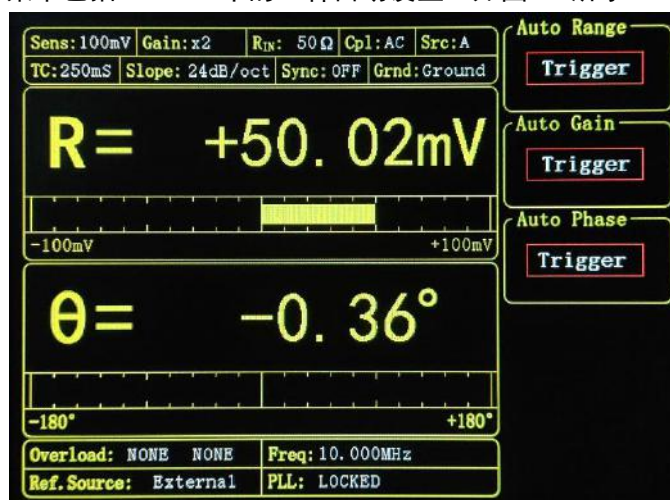 Sens:100mV Gain:x2 RIN: 50Ω Cpl:AC Src:A
TC:250mS Slope: 24dB/oct Sync:OFF Grnd:Ground
R= +50.02mV
-100mV +100mV
θ= -0.36°
-180° +180°
Overload: NONE NONE Freq:10.000MHz
Ref.Source: External PLL: LOCKED
Auto Range
Trigger
Auto Gain
Trigger
Auto Phase
Trigger